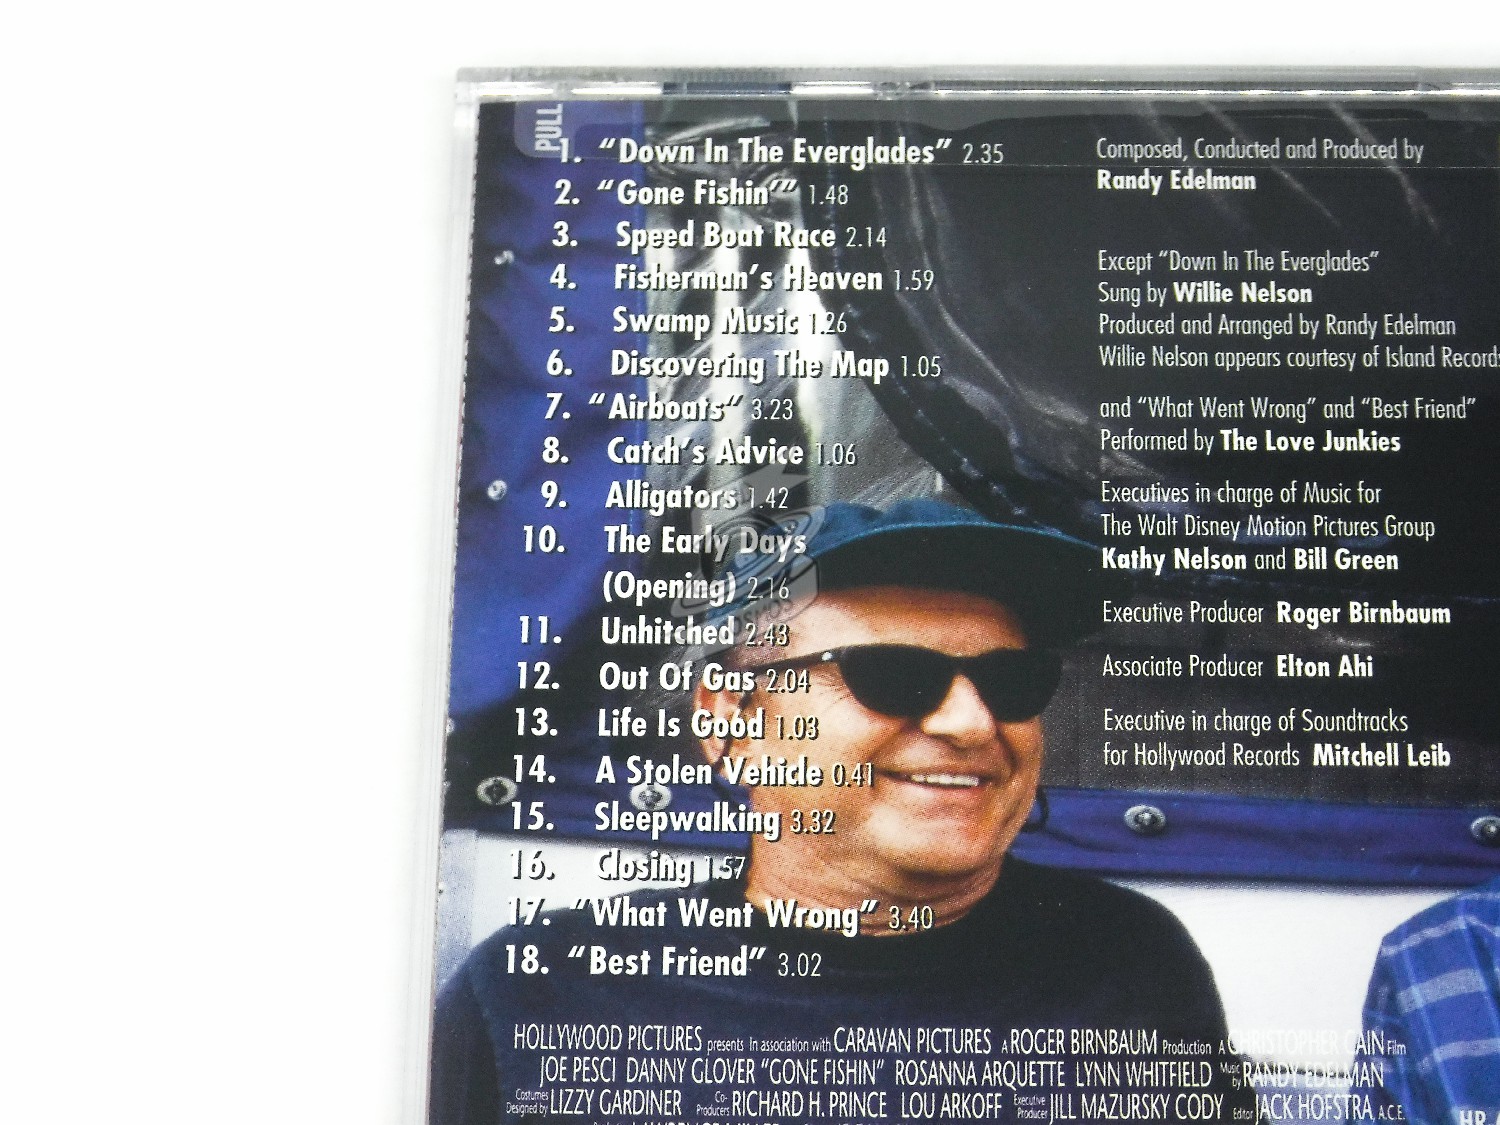 PULL
1. “Down In The Everglades” 2.35
2. “Gone Fishin’” 1.48
3. Speed Boat Race 2.14
4. Fisherman’s Heaven 1.59
5. Swamp Music 1.26
6. Discovering The Map 1.05
7. “Airboats” 3.23
8. Catch’s Advice 1.06
9. Alligators 1.42
10. The Early Days
(Opening) 2.16
11. Unhitched 2.43
12. Out Of Gas 2.04
13. Life Is Good 1.03
14. A Stolen Vehicle 0.41
15. Sleepwalking 3.32
16. Closing 1.57
17. “What Went Wrong” 3.40
18. “Best Friend” 3.02
Composed, Conducted and Produced by
Randy Edelman
Except “Down In The Everglades”
Sung by Willie Nelson
Produced and Arranged by Randy Edelman
Willie Nelson appears courtesy of Island Records
and “What Went Wrong” and “Best Friend”
Performed by The Love Junkies
Executives in charge of Music for
The Walt Disney Motion Pictures Group
Kathy Nelson and Bill Green
Executive Producer Roger Birnbaum
Associate Producer Elton Ahi
Executive in charge of Soundtracks
for Hollywood Records Mitchell Leib
HOLLYWOOD PICTURES presents In association with CARAVAN PICTURES A ROGER BIRNBAUM Production A CHRISTOPHER CAIN Film
JOE PESCI DANNY GLOVER “GONE FISHIN” ROSANNA ARQUETTE LYNN WHITFIELD Music by RANDY EDELMAN
Costumes Designed by LIZZY GARDINER Co-Producers RICHARD H. PRINCE LOU ARKOFF Executive Producer JILL MAZURSKY CODY Editor JACK HOFSTRA, A.C.E.
HR